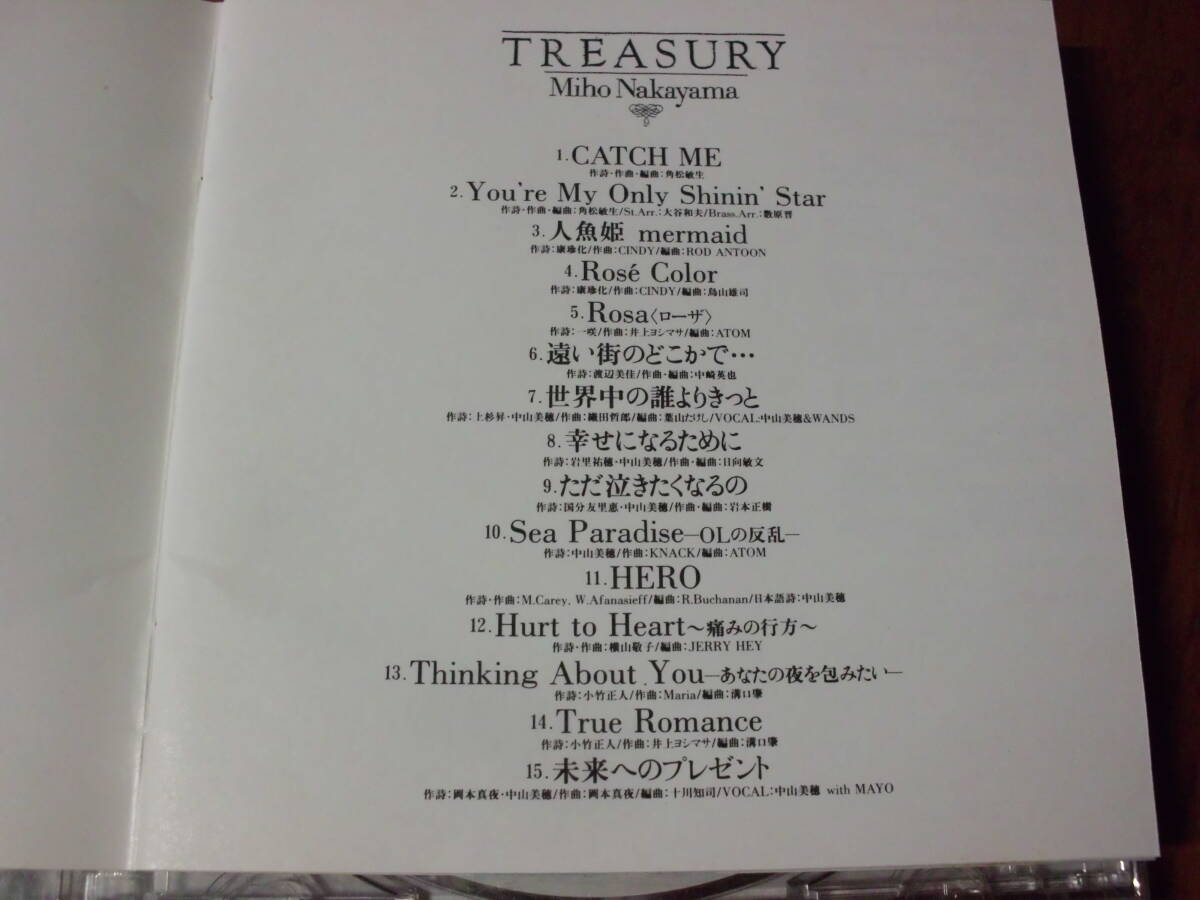 TREASURY
Miho Nakayama
1.CATCH ME
作詩・作曲・編曲:角松敏生
2.You're My Only Shinin' Star
作詩・作曲・編曲:角松敏生/St.Arr.:大谷和夫/Brass.Arr.:数原晋
3.人魚姫 mermaid
作詩:康珍化/作曲:CINDY/編曲:ROD ANTOON
4.Rosé Color
作詩:康珍化/作曲:CINDY/編曲:鳥山雄司
5.Rosa〈ローザ〉
作詩:一咲/作曲:井上ヨシマサ/編曲:ATOM
6.遠い街のどこかで…
作詩:渡辺美佳/作曲・編曲:中崎英也
7.世界中の誰よりきっと
作詩:上杉昇・中山美穂/作曲:織田哲郎/編曲:葉山たけし/VOCAL:中山美穂&WANDS
8.幸せになるために
作詩:岩里祐穂・中山美穂/作曲・編曲:日向敏文
9.ただ泣きたくなるの
作詩:国分友里恵・中山美穂/作曲・編曲:岩本正樹
10.Sea Paradise—OLの反乱—
作詩:中山美穂/作曲:KNACK/編曲:ATOM
11.HERO
作詩・作曲:M.Carey, W.Afanasieff/編曲:R.Buchanan/日本語詩:中山美穂
12.Hurt to Heart〜痛みの行方〜
作詩・作曲:横山敬子/編曲:JERRY HEY
13.Thinking About You—あなたの夜を包みたい—
作詩:小竹正人/作曲:Maria/編曲:溝口肇
14.True Romance
作詩:小竹正人/作曲:井上ヨシマサ/編曲:溝口肇
15.未来へのプレゼント
作詩:岡本真夜・中山美穂/作曲:岡本真夜/編曲:十川知司/VOCAL:中山美穂 with MAYO